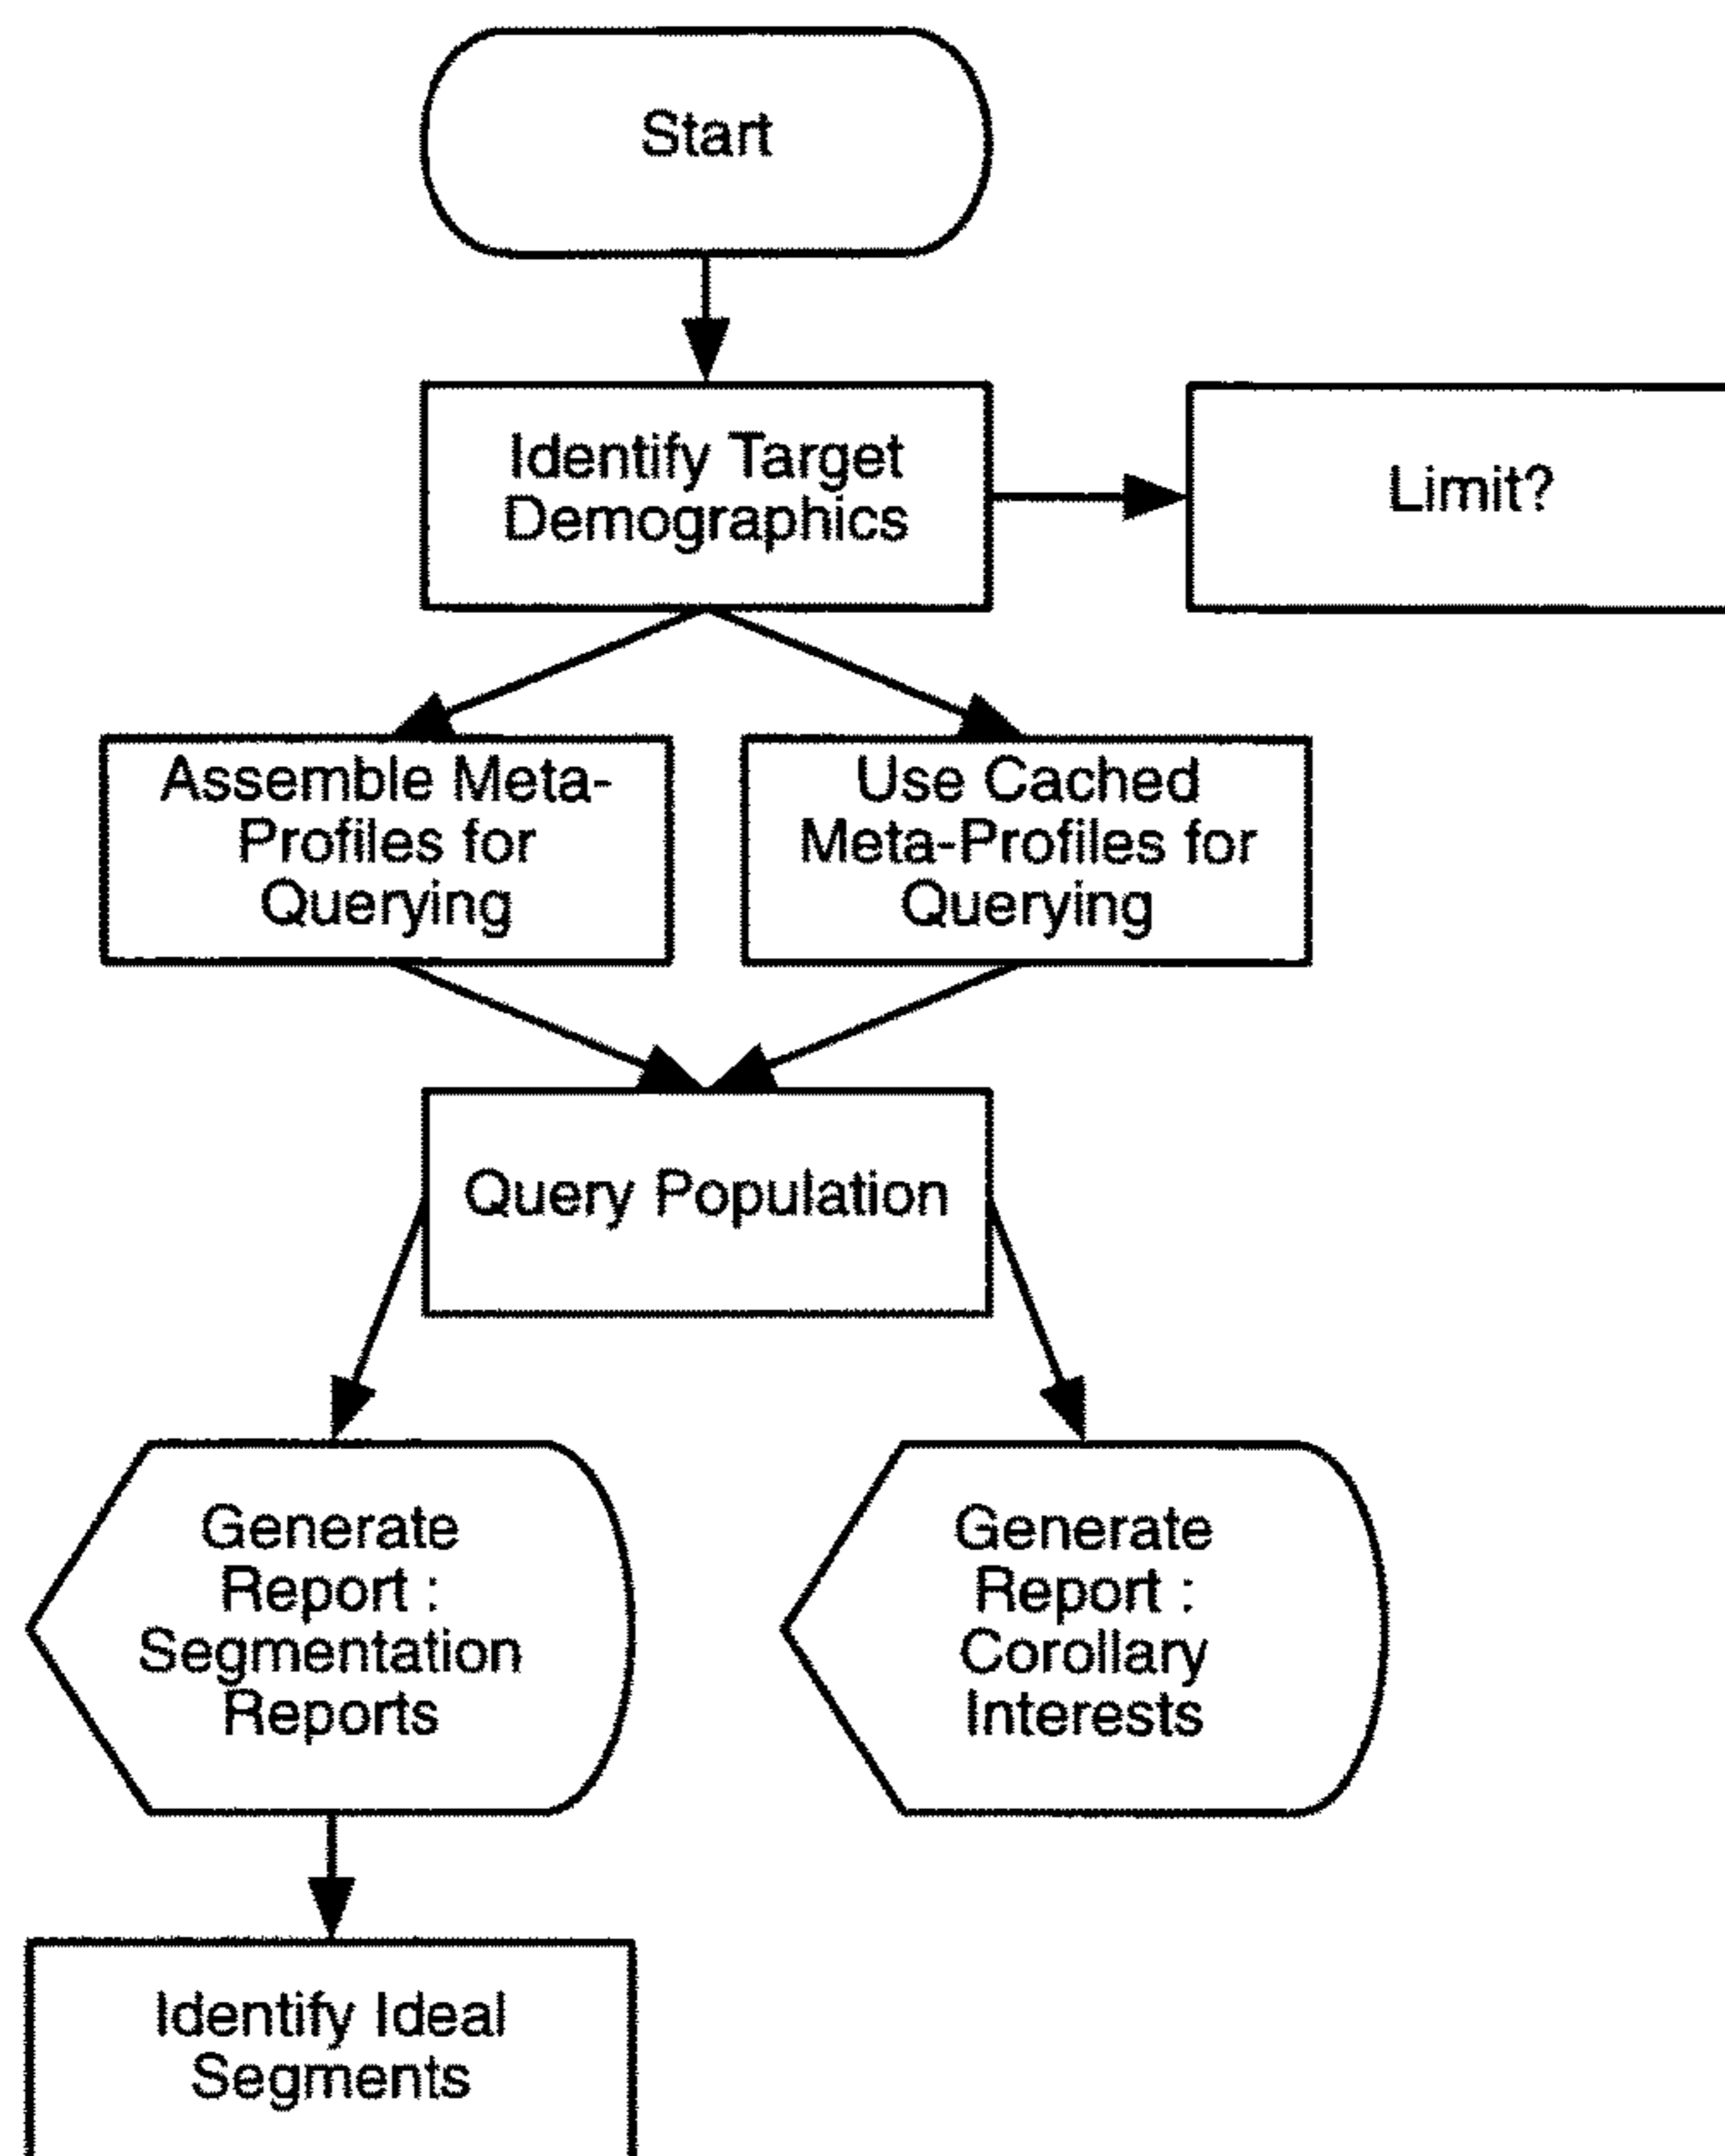 Start
Identify Target
Demographics
Limit?
Assemble Meta-
Profiles for
Querying
Use Cached
Meta-Profiles for
Querying
Query Population
Generate
Report :
Segmentation
Reports
Generate
Report :
Corollary
Interests
Identify Ideal
Segments